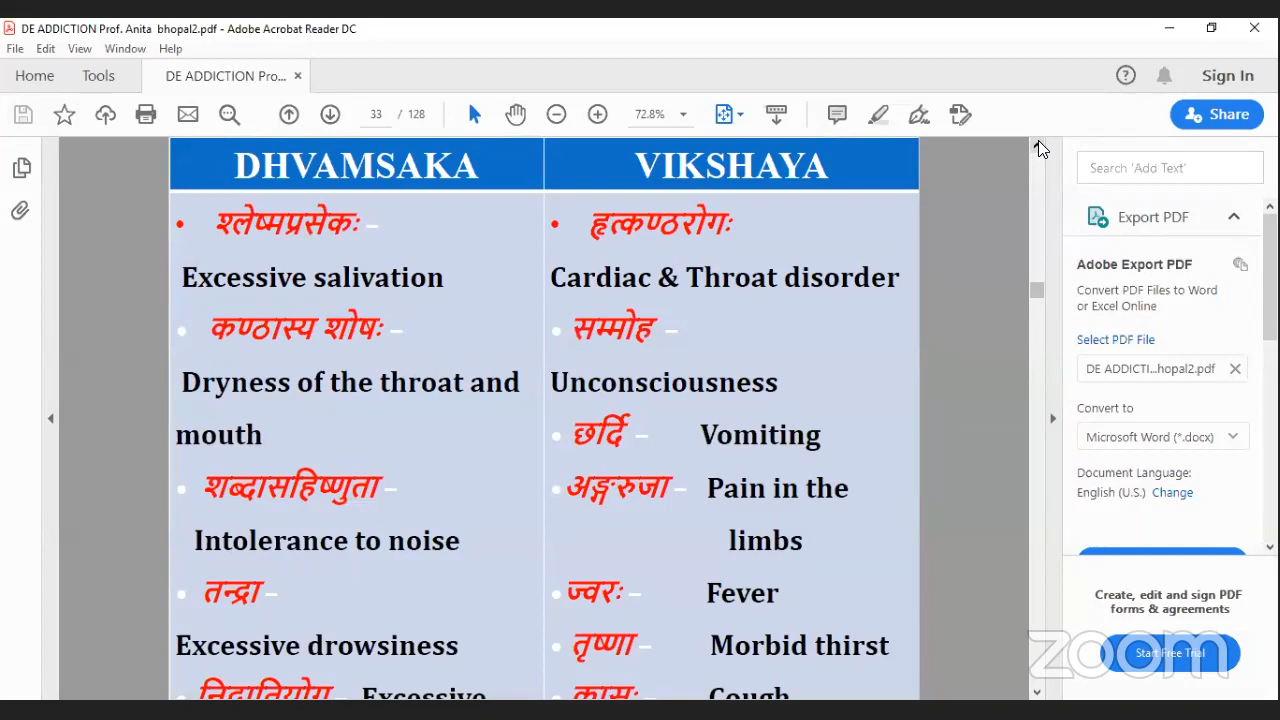 DE ADDICTION Prof. Anita bhopal2.pdf - Adobe Acrobat Reader DC
File Edit View Window Help
Home Tools DE ADDICTION Pro... × Sign In
33 / 128 72.8% Share
DHVAMSAKA VIKSHAYA
• श्लेष्मप्रसेकः –
Excessive salivation
• कण्ठास्य शोषः –
Dryness of the throat and
mouth
• शब्दासहिष्णुता –
Intolerance to noise
• तन्द्रा –
Excessive drowsiness
• निद्रातियोग – Excessive
• हृत्कण्ठरोगः
Cardiac & Throat disorder
• सम्मोह –
Unconsciousness
• छर्दि – Vomiting
• अङ्गरुजा – Pain in the
limbs
• ज्वरः – Fever
• तृष्णा – Morbid thirst
• कासः – Cough
Search 'Add Text'
Export PDF
Adobe Export PDF
Convert PDF Files to Word
or Excel Online
Select PDF File
DE ADDICTI...hopal2.pdf ×
Convert to
Microsoft Word (*.docx)
Document Language:
English (U.S.) Change
Create, edit and sign PDF
forms & agreements
Start Free Trial
zoom